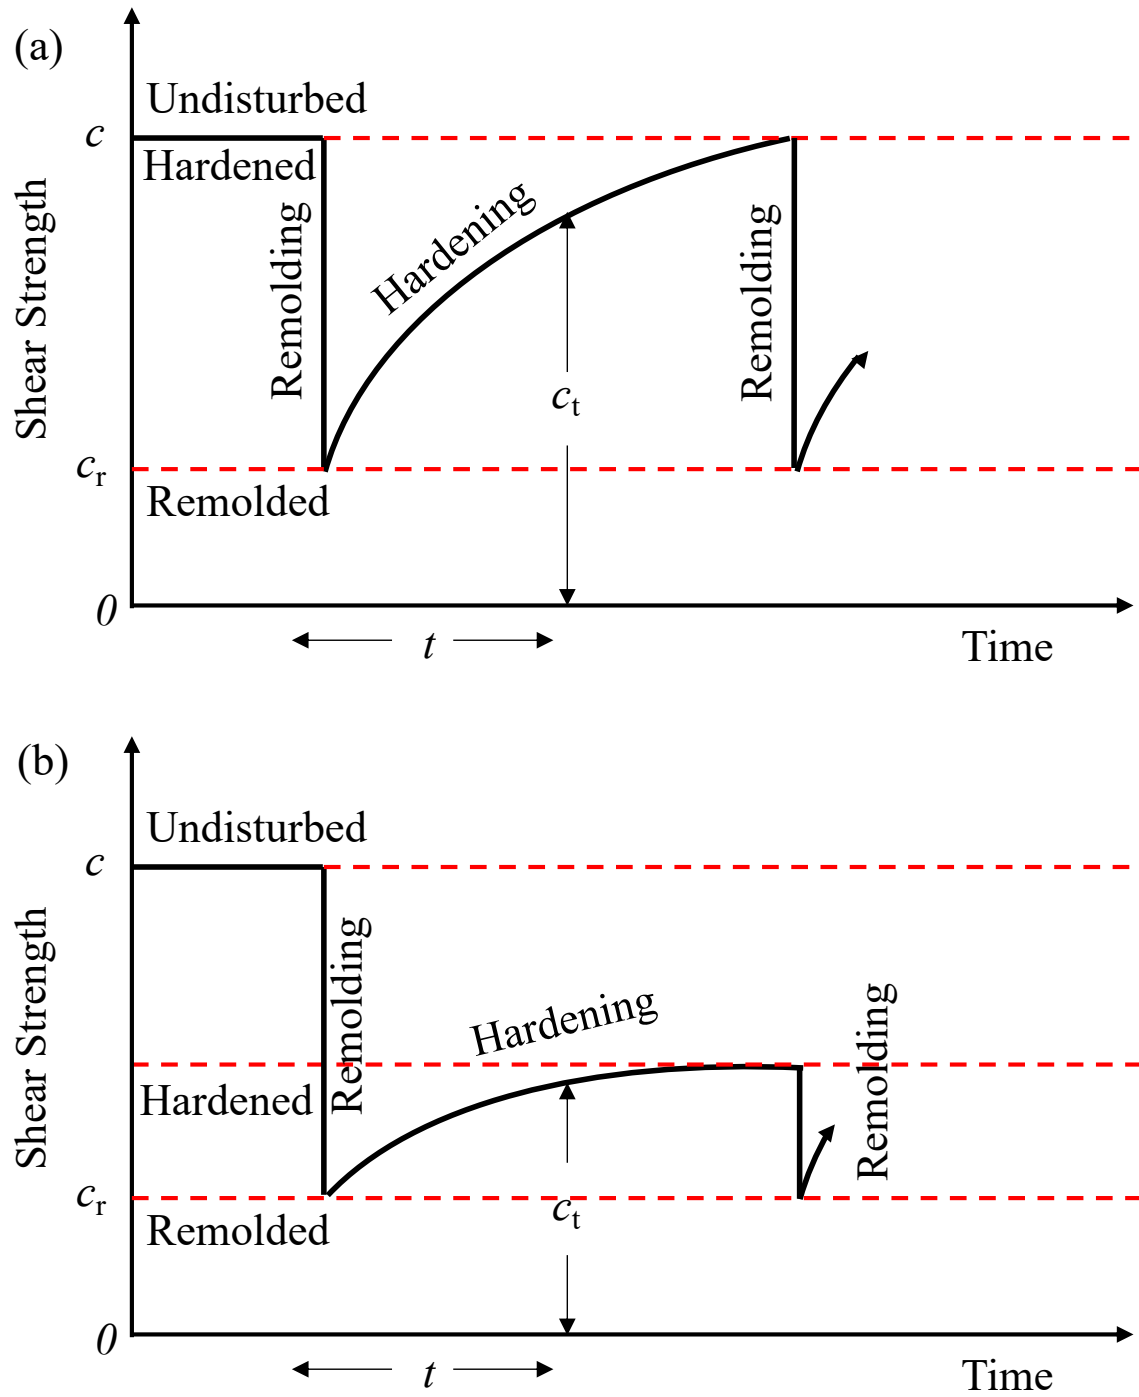 (a)
Undisturbed
c
Hardened
Remolding
Hardening
Remolding
Shear Strength
c_t
c_r
Remolded
0
t
Time
(b)
Undisturbed
c
Remolding
Hardening
Remolding
Shear Strength
Hardened
c_r
c_t
Remolded
0
t
Time